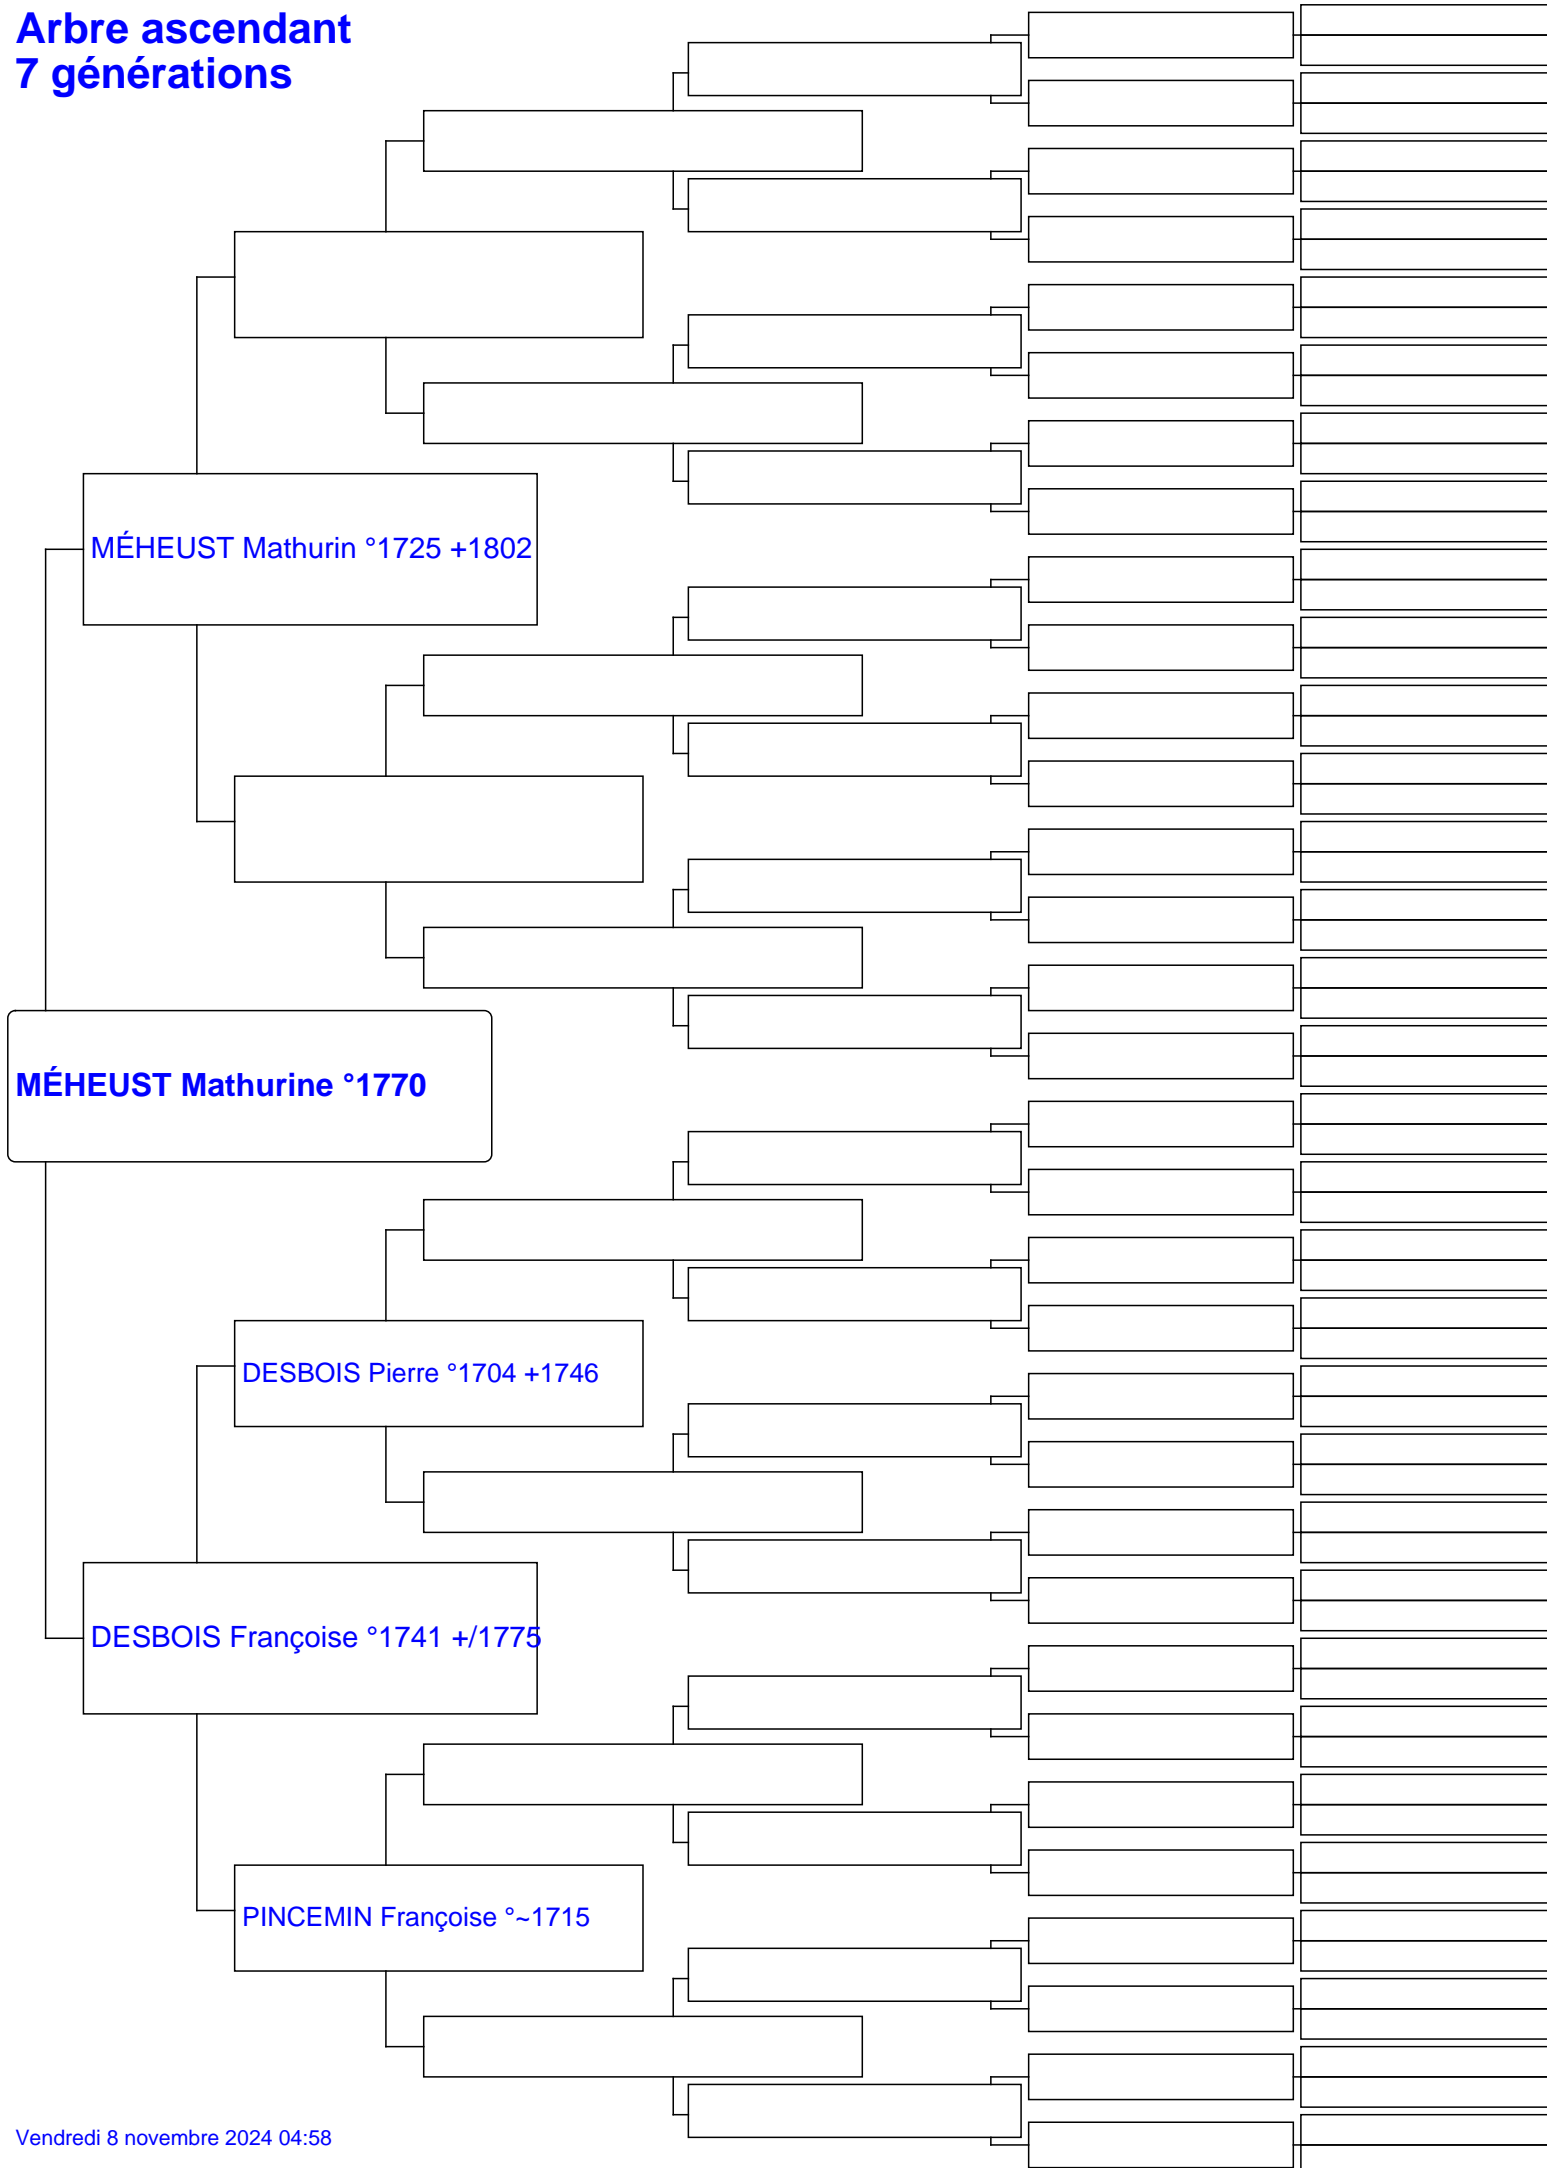 Arbre ascendant
7 générations
MÉHEUST Mathurin °1725 +1802
MÉHEUST Mathurine °1770
DESBOIS Pierre °1704 +1746
DESBOIS Françoise °1741 +/1775
PINCEMIN Françoise °~1715
Vendredi 8 novembre 2024 04:58